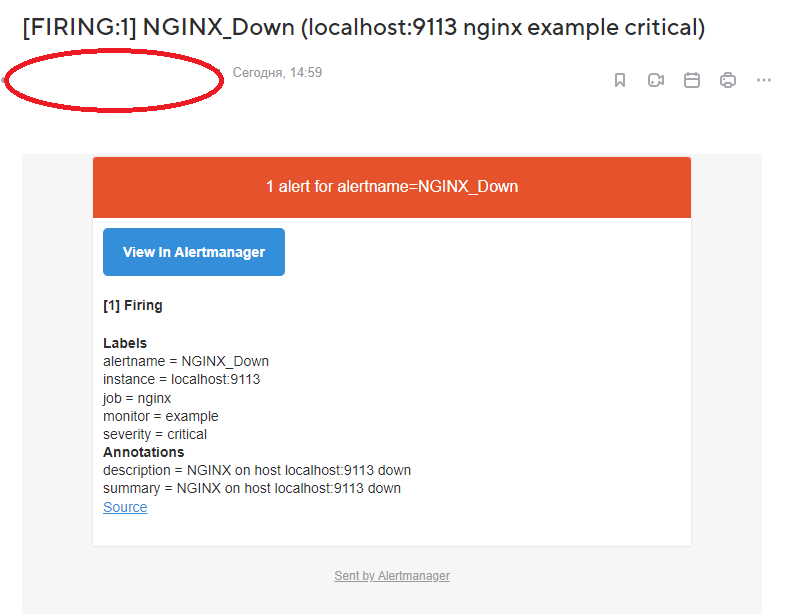 [FIRING:1] NGINX_Down (localhost:9113 nginx example critical)
Сегодня, 14:59
1 alert for alertname=NGINX_Down
View In Alertmanager
[1] Firing
Labels
alertname = NGINX_Down
instance = localhost:9113
job = nginx
monitor = example
severity = critical
Annotations
description = NGINX on host localhost:9113 down
summary = NGINX on host localhost:9113 down
Source
Sent by Alertmanager